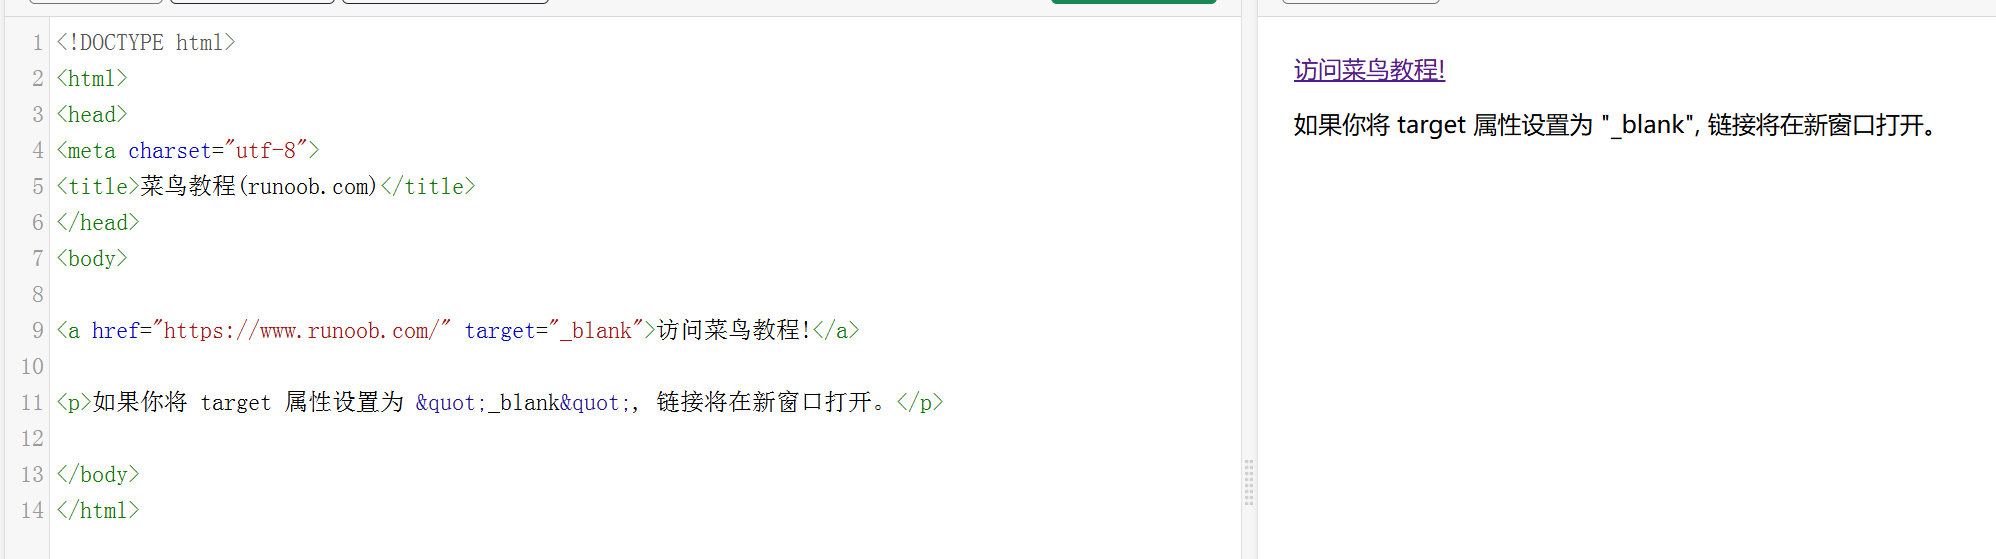 1 <!DOCTYPE html>
2 <html>
3 <head>
4 <meta charset="utf-8">
5 <title>菜鸟教程(runoob.com)</title>
6 </head>
7 <body>
8
9 <a href="https://www.runoob.com/" target="_blank">访问菜鸟教程!</a>
10
11 <p>如果你将 target 属性设置为 &quot;_blank&quot;, 链接将在新窗口打开。</p>
12
13 </body>
14 </html>
访问菜鸟教程!
如果你将 target 属性设置为 "_blank", 链接将在新窗口打开。